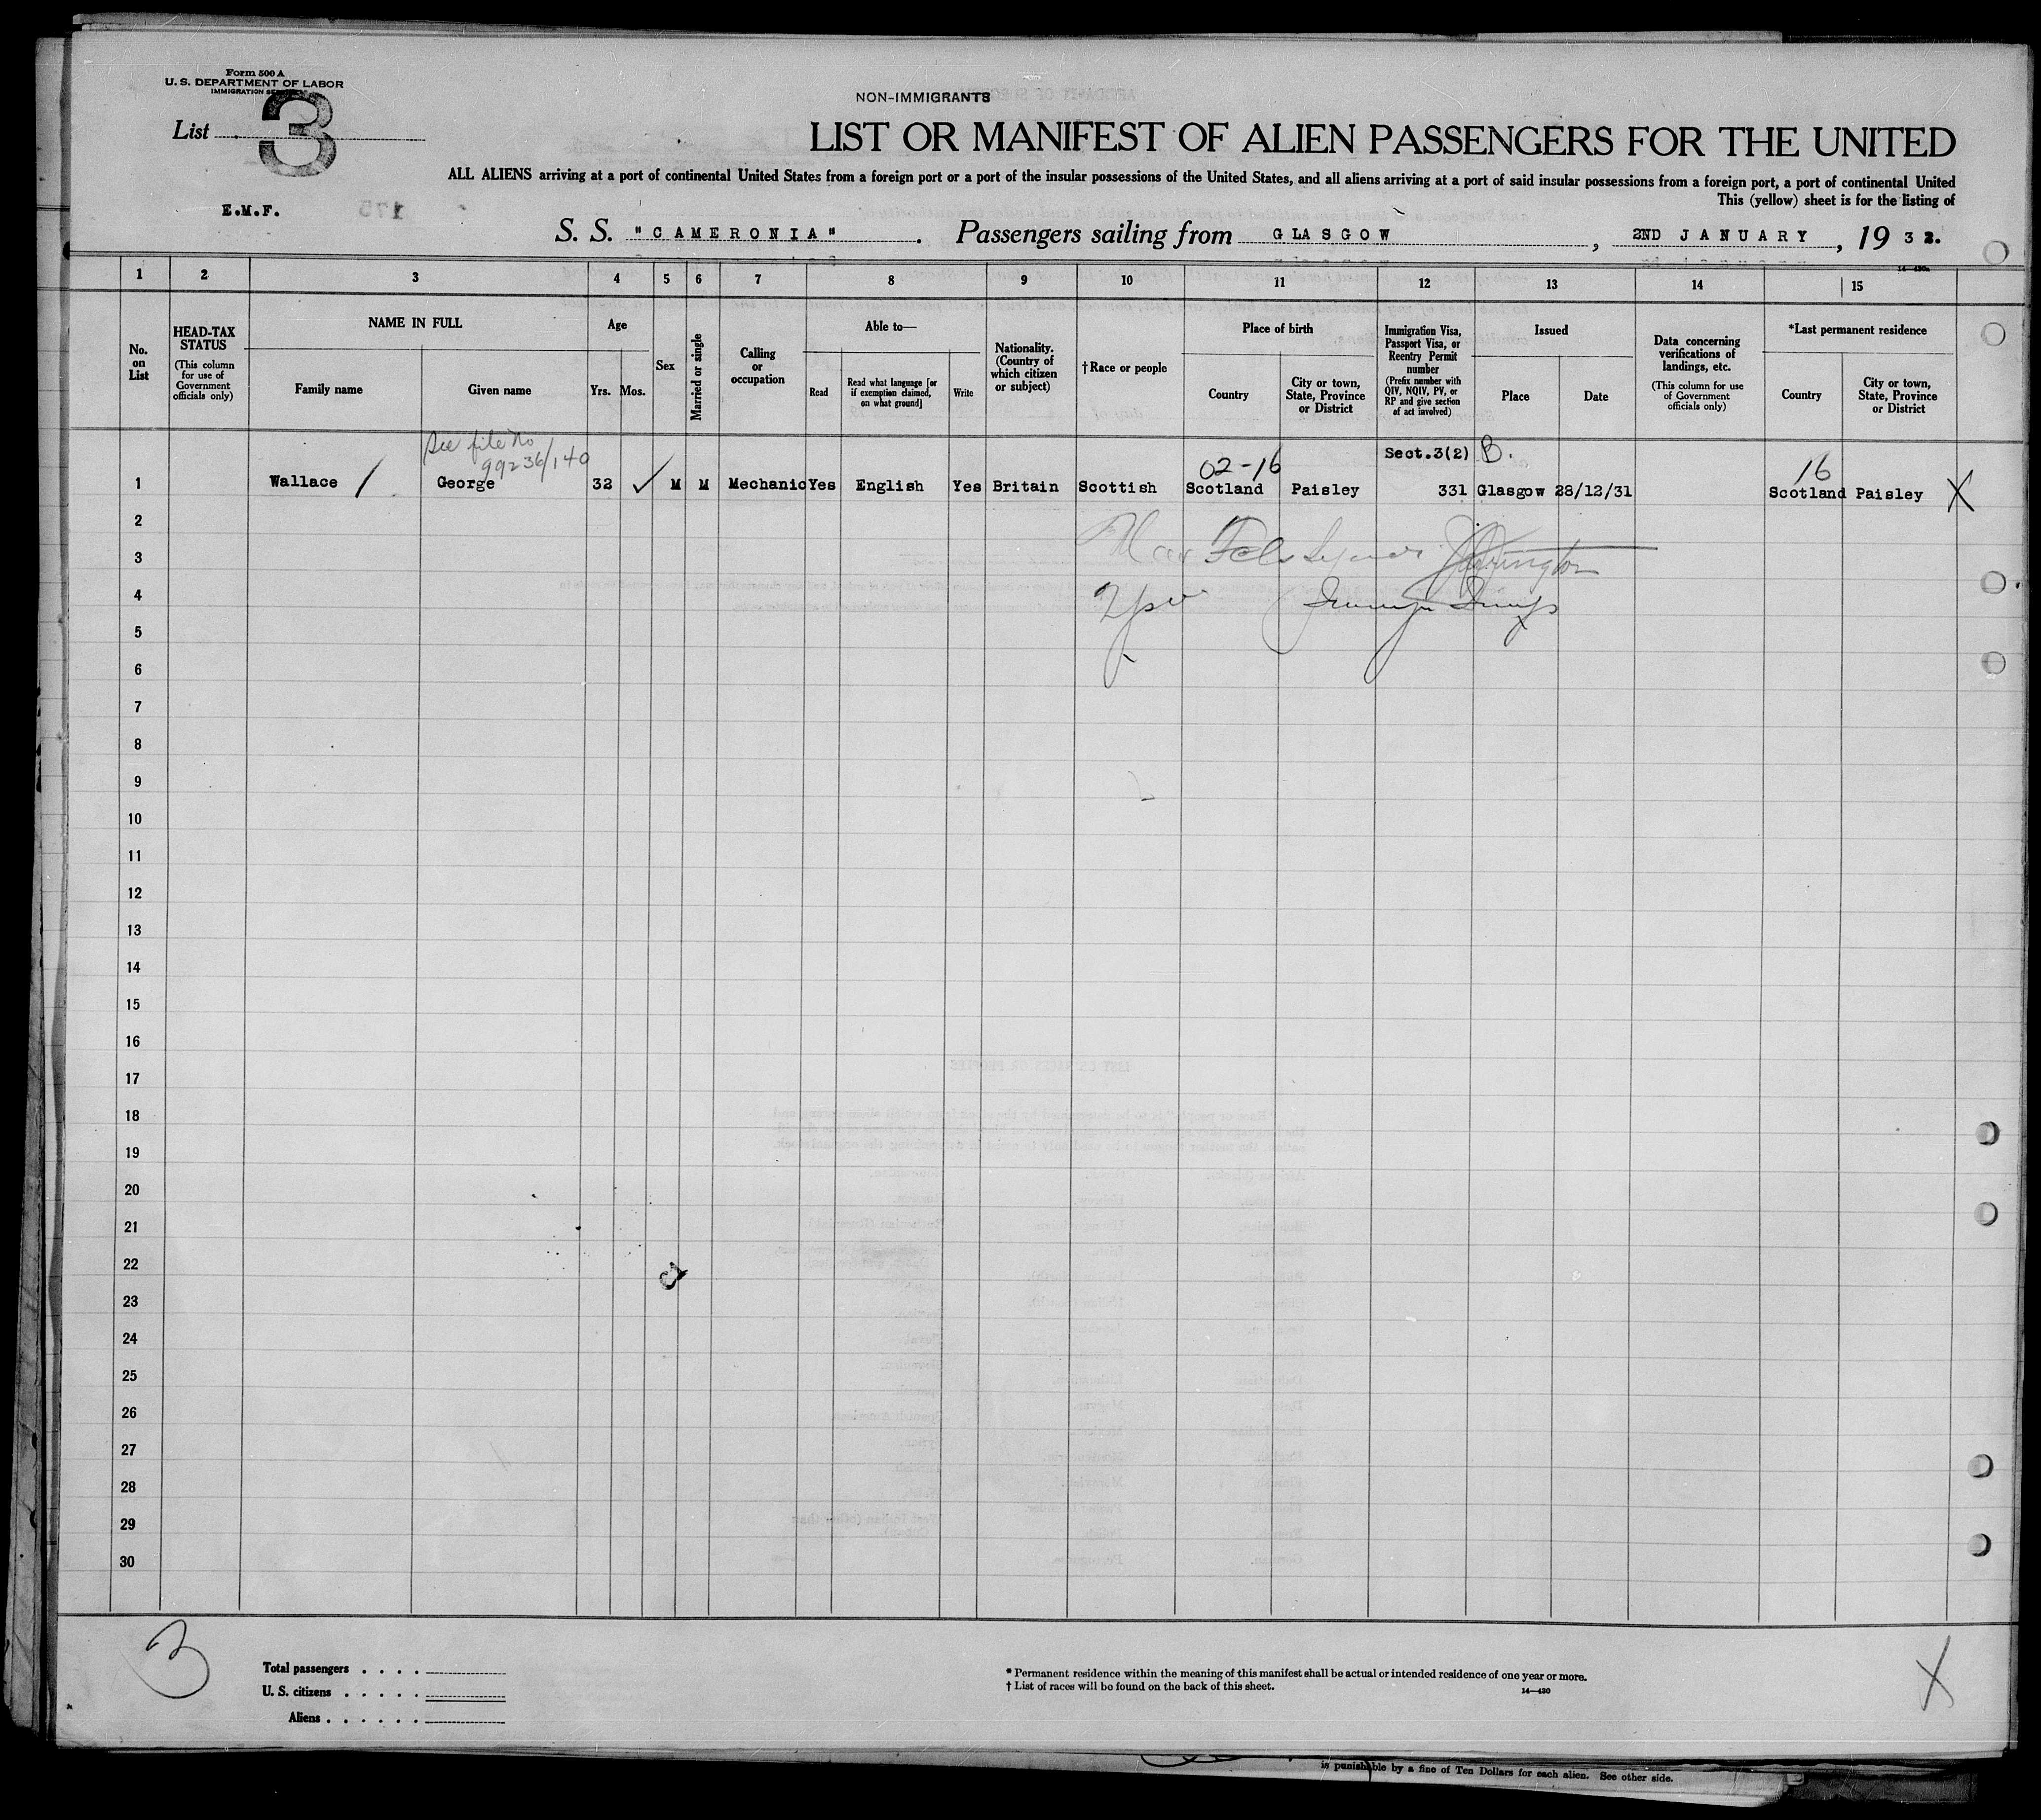 Form 500 A
U. S. DEPARTMENT OF LABOR
IMMIGRATION
List 3
NON-IMMIGRANTS
LIST OR MANIFEST OF ALIEN PASSENGERS FOR THE UNITED
ALL ALIENS arriving at a port of continental United States from a foreign port or a port of the insular possessions of the United States, and all aliens arriving at a port of said insular possessions from a foreign port, a port of continental United
This (yellow) sheet is for the listing of
E.M.F.
S. S. "CAMERONIA". Passengers sailing from GLASGOW, 2ND JANUARY, 1932.
14-430a
1 2 3 4 5 6 7 8 9 10 11 12 13 14 15
No. on List
HEAD-TAX STATUS
(This column for use of Government officials only)
NAME IN FULL
Family name
Given name
Age
Yrs. Mos.
Sex
Married or single
Calling or occupation
Able to—
Read
Read what language [or if exemption claimed, on what ground]
Write
Nationality. (Country of which citizen or subject)
†Race or people
Place of birth
Country
City or town, State, Province or District
Immigration Visa, Passport Visa, or Reentry Permit number
(Prefix number with QIV, NQIV, PV, or RP and give section of act involved)
Issued
Place
Date
Data concerning verifications of landings, etc.
(This column for use of Government officials only)
*Last permanent residence
Country
City or town, State, Province or District
See file No
99236/140
Sect.3(2) B.
02-16
16
1 Wallace / George 32 ✓ M M Mechanic Yes English Yes Britain Scottish Scotland Paisley 331 Glasgow 28/12/31 Scotland Paisley X
2
3
4
5
6
7
8
9
10
11
12
13
14
15
16
17
18
19
20
21
22
23
24
25
26
27
28
29
30
3
Total passengers . . . .
U. S. citizens . . . . .
Aliens . . . . . .
* Permanent residence within the meaning of this manifest shall be actual or intended residence of one year or more.
† List of races will be found on the back of this sheet.
14—430
X
is punishable by a fine of Ten Dollars for each alien. See other side.